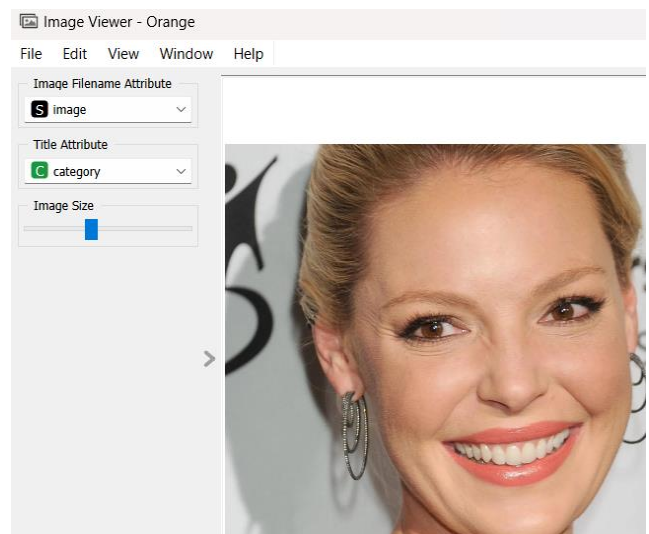 Image Viewer - Orange
File Edit View Window Help
Image Filename Attribute
S image
Title Attribute
C category
Image Size